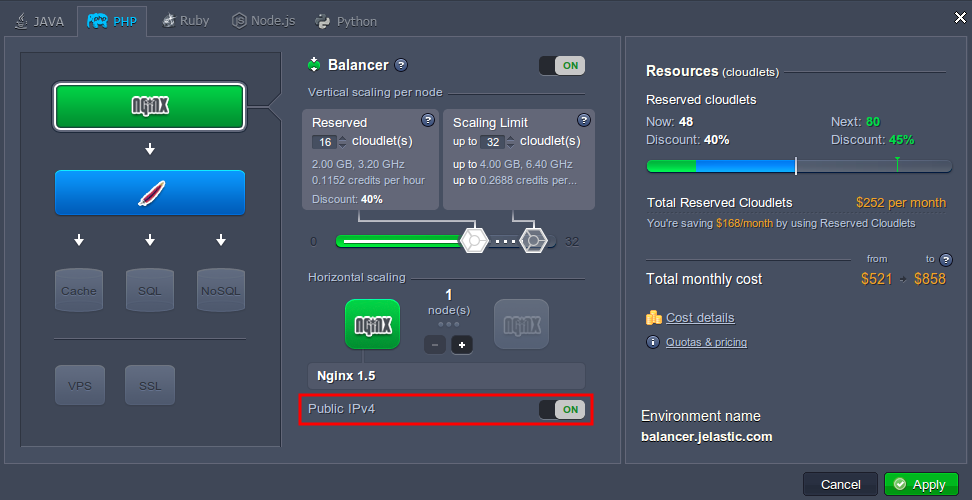 JAVA PHP Ruby Node.js Python
NGINX
Cache SQL NoSQL
VPS SSL
Balancer ? ON
Vertical scaling per node
Reserved ?
16 cloudlet(s)
2.00 GB, 3.20 GHz
0.1152 credits per hour
Discount: 40%
Scaling Limit ?
up to 32 cloudlet(s)
up to 4.00 GB, 6.40 GHz
up to 0.2688 credits per...
0 32
Horizontal scaling
NGINX
1
node(s)
- +
NGINX
Nginx 1.5
Public IPv4 ON
Resources (cloudlets)
Reserved cloudlets
Now: 48 Next: 80
Discount: 40% Discount: 45%
Total Reserved Cloudlets $252 per month
You're saving $168/month by using Reserved Cloudlets
from to ?
Total monthly cost $521 $858
Cost details
Quotas & pricing
Environment name
balancer.jelastic.com
Cancel Apply